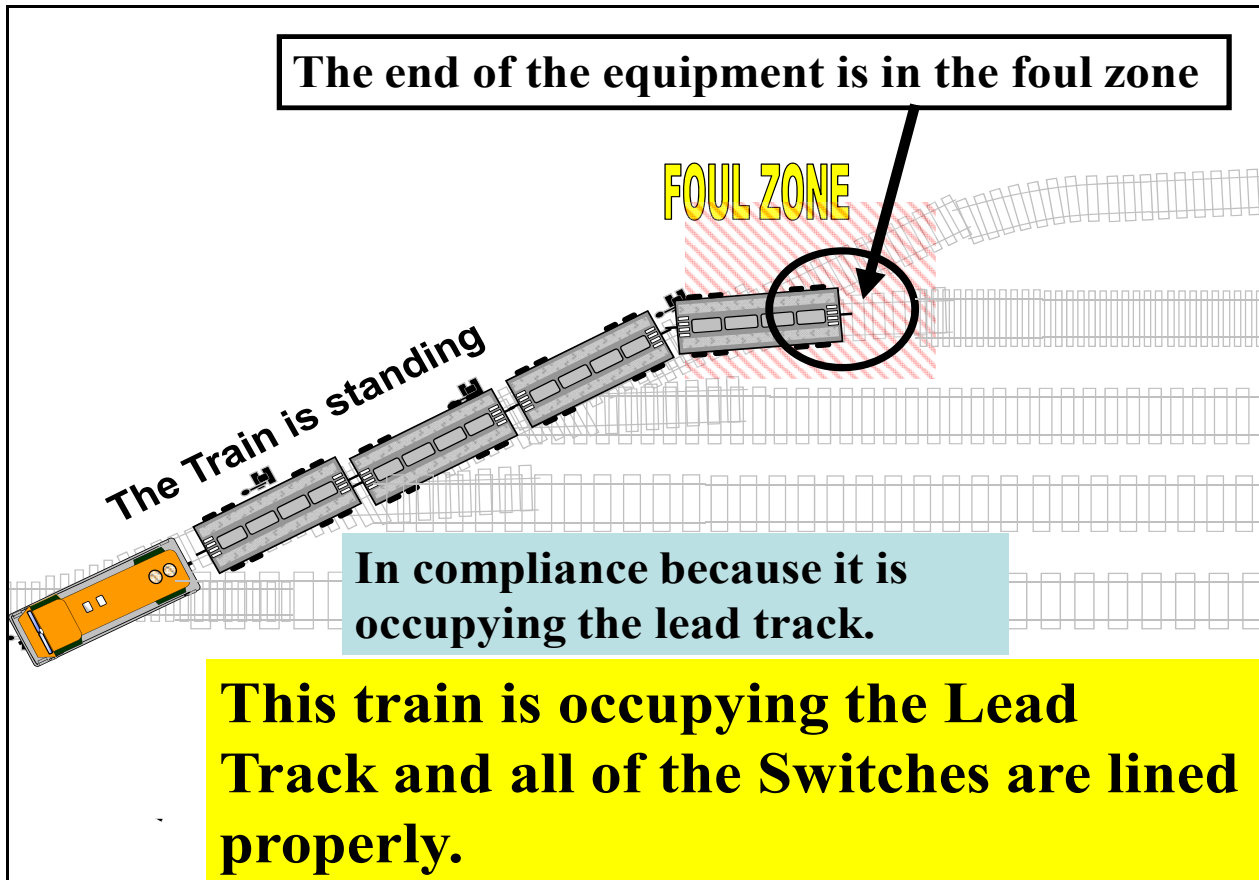 The end of the equipment is in the foul zone
FOUL ZONE
The Train is standing
In compliance because it is
occupying the lead track.
This train is occupying the Lead
Track and all of the Switches are lined
properly.